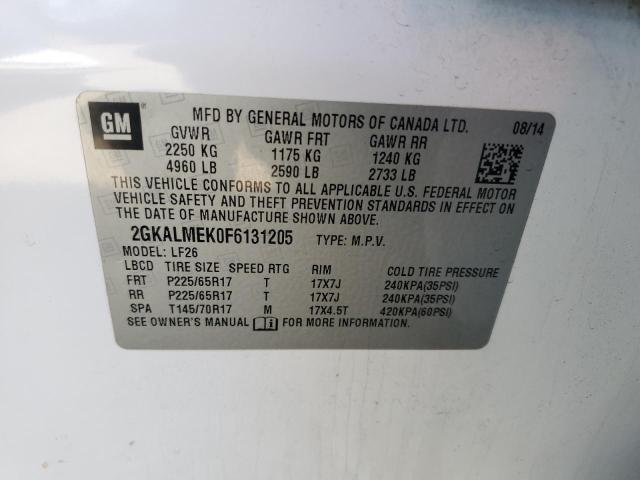 GM
MFD BY GENERAL MOTORS OF CANADA LTD. 08/14
GVWR GAWR FRT GAWR RR
2250 KG 1175 KG 1240 KG
4960 LB 2590 LB 2733 LB
THIS VEHICLE CONFORMS TO ALL APPLICABLE U.S. FEDERAL MOTOR
VEHICLE SAFETY AND THEFT PREVENTION STANDARDS IN EFFECT ON
THE DATE OF MANUFACTURE SHOWN ABOVE.
2GKALMEK0F6131205 TYPE: M.P.V.
MODEL: LF26
LBCD TIRE SIZE SPEED RTG RIM COLD TIRE PRESSURE
FRT P225/65R17 T 17X7J 240KPA(35PSI)
RR P225/65R17 T 17X7J 240KPA(35PSI)
SPA T145/70R17 M 17X4.5T 420KPA(60PSI)
SEE OWNER'S MANUAL FOR MORE INFORMATION.